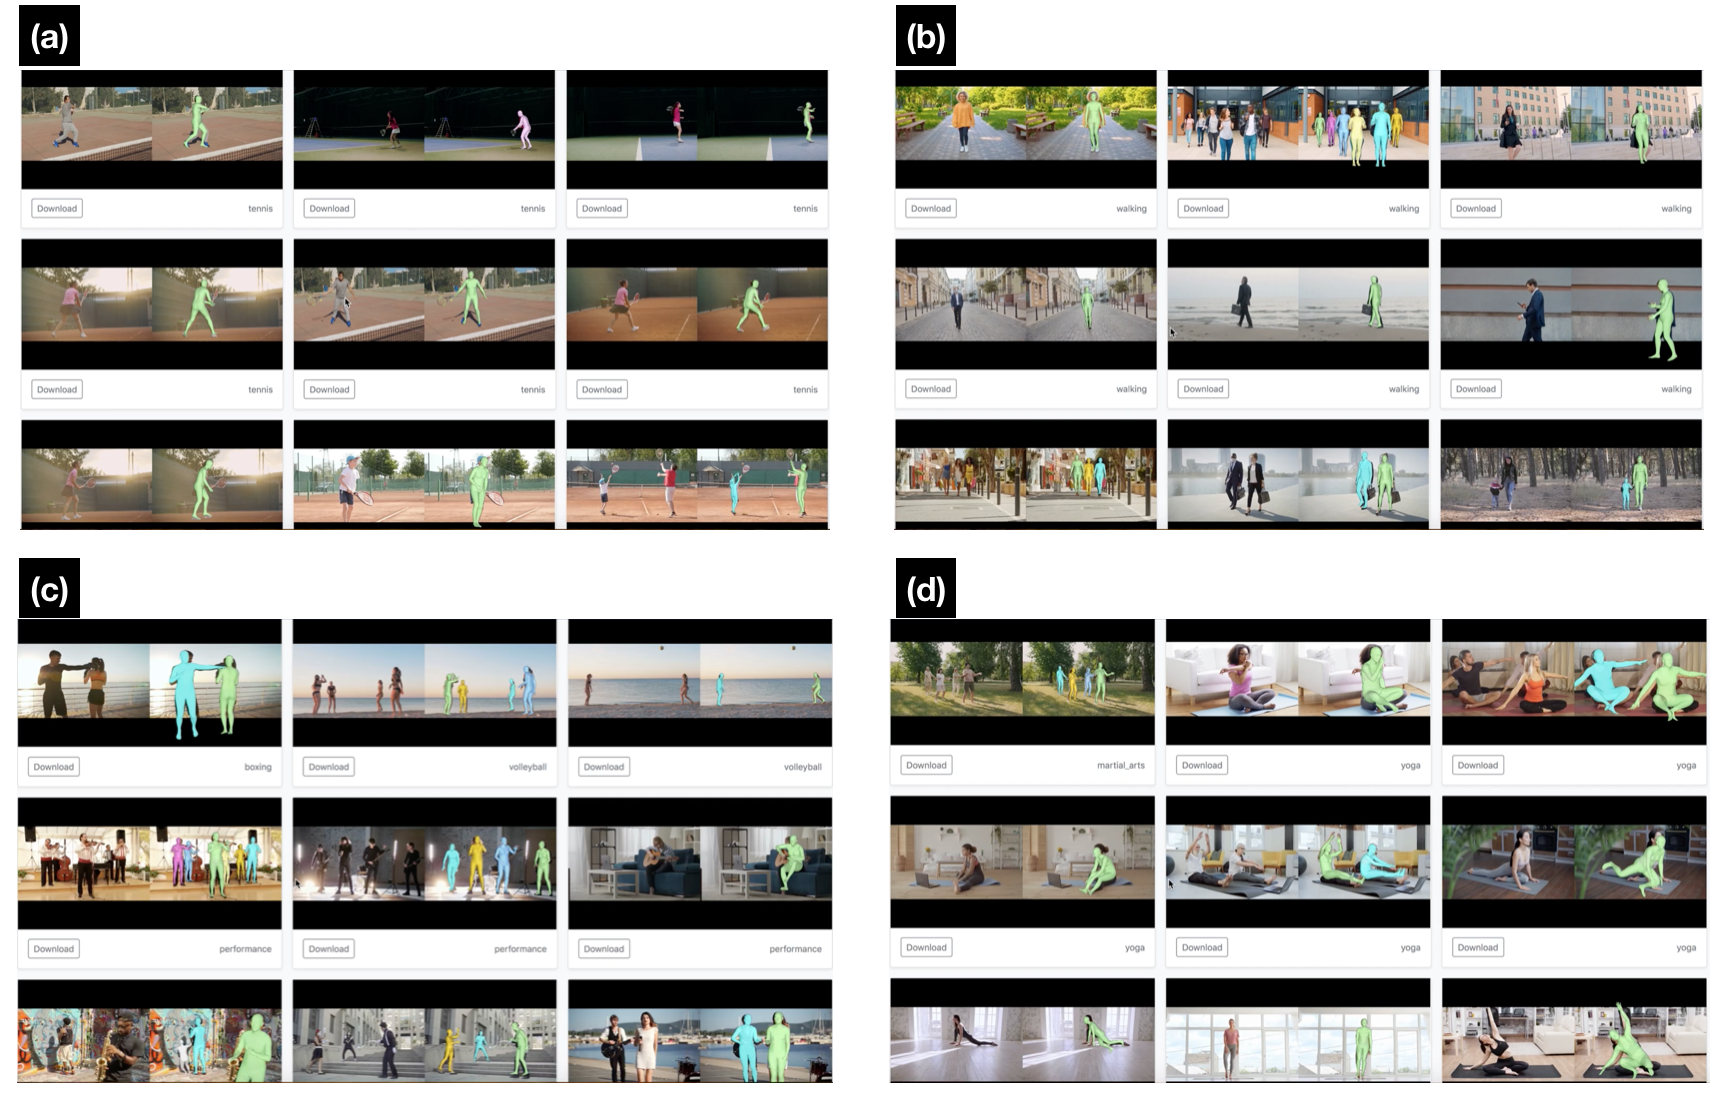 (a)
Download tennis Download tennis Download tennis
Download tennis Download tennis Download tennis
(b)
Download walking Download walking Download walking
Download walking Download walking Download walking
(c)
Download boxing Download volleyball Download volleyball
Download performance Download performance Download performance
(d)
Download martial_arts Download yoga Download yoga
Download yoga Download yoga Download yoga